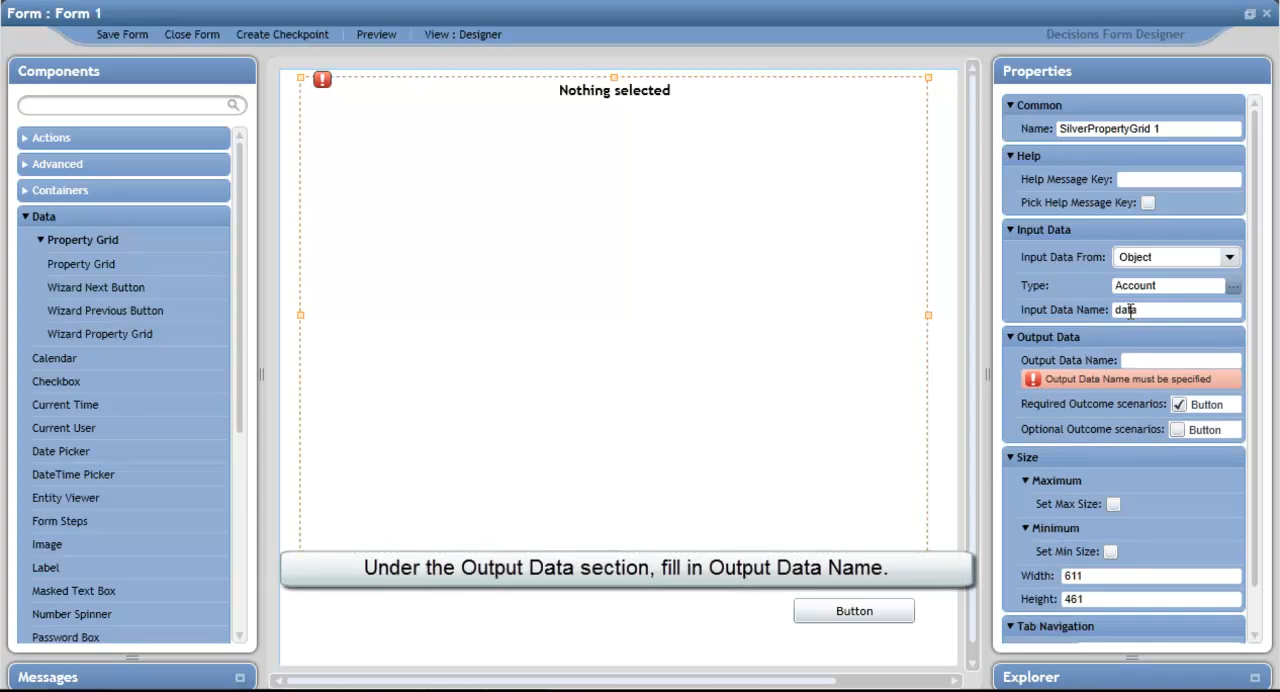 Form : Form 1
Save Form Close Form Create Checkpoint Preview View : Designer Decisions Form Designer
Components
Actions
Advanced
Containers
Data
Property Grid
Property Grid
Wizard Next Button
Wizard Previous Button
Wizard Property Grid
Calendar
Checkbox
Current Time
Current User
Date Picker
DateTime Picker
Entity Viewer
Form Steps
Image
Label
Masked Text Box
Number Spinner
Password Box
Messages
Nothing selected
Under the Output Data section, fill in Output Data Name.
Button
Properties
Common
Name: SilverPropertyGrid 1
Help
Help Message Key:
Pick Help Message Key:
Input Data
Input Data From: Object
Type: Account ...
Input Data Name: data
Output Data
Output Data Name:
Output Data Name must be specified
Required Outcome scenarios: Button
Optional Outcome scenarios: Button
Size
Maximum
Set Max Size:
Minimum
Set Min Size:
Width: 611
Height: 461
Tab Navigation
Explorer